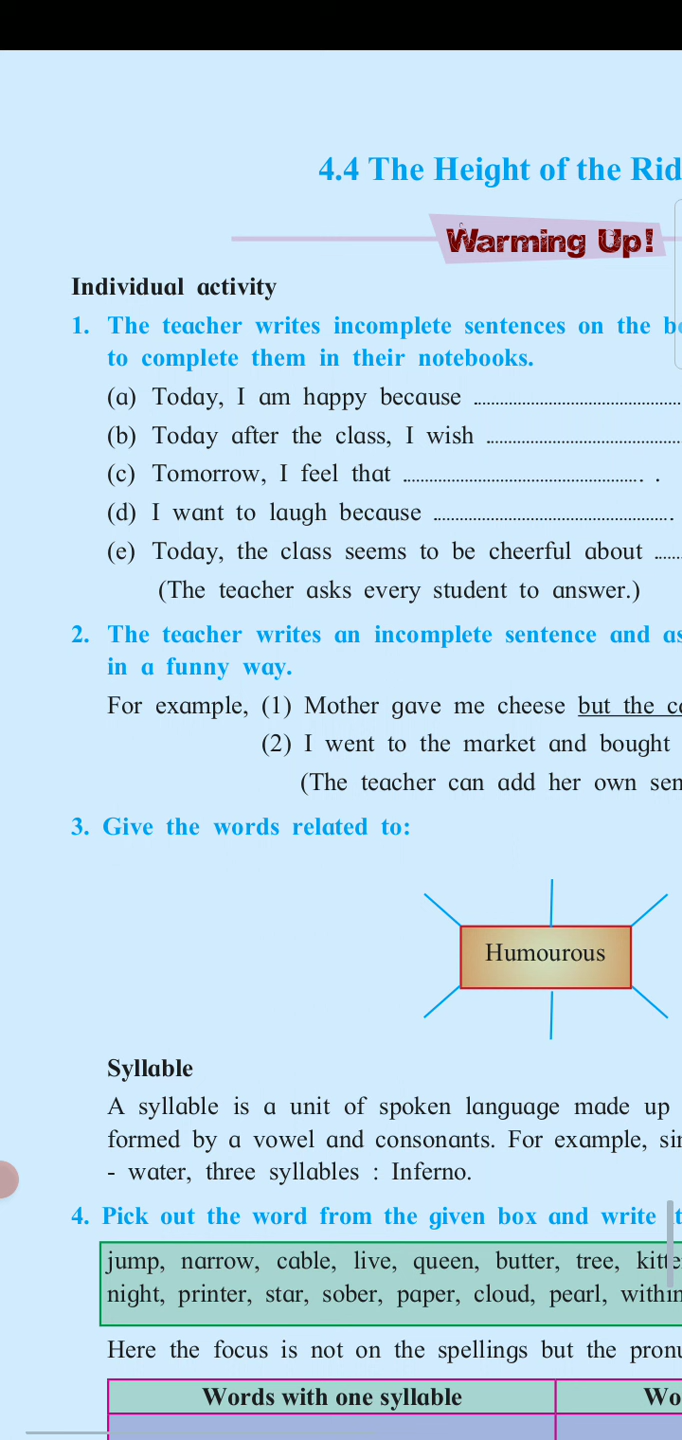 4.4 The Height of the
Warming Up!
Individual activity
1. The teacher writes incomplete sentences on the
to complete them in their notebooks.
(a) Today, I am happy because
(b) Today after the class, I wish
(c) Tomorrow, I feel that . .
(d) I want to laugh because .
(e) Today, the class seems to be cheerful about
(The teacher asks every student to answer.)
2. The teacher writes an incomplete sentence and
in a funny way.
For example, (1) Mother gave me cheese but the
(2) I went to the market and bought
(The teacher can add her own
3. Give the words related to:
Humourous
Syllable
A syllable is a unit of spoken language made up
formed by a vowel and consonants. For example,
- water, three syllables : Inferno.
4. Pick out the word from the given box and write
jump, narrow, cable, live, queen, butter, tree,
night, printer, star, sober, paper, cloud, pearl, within
Here the focus is not on the spellings but the
Words with one syllable